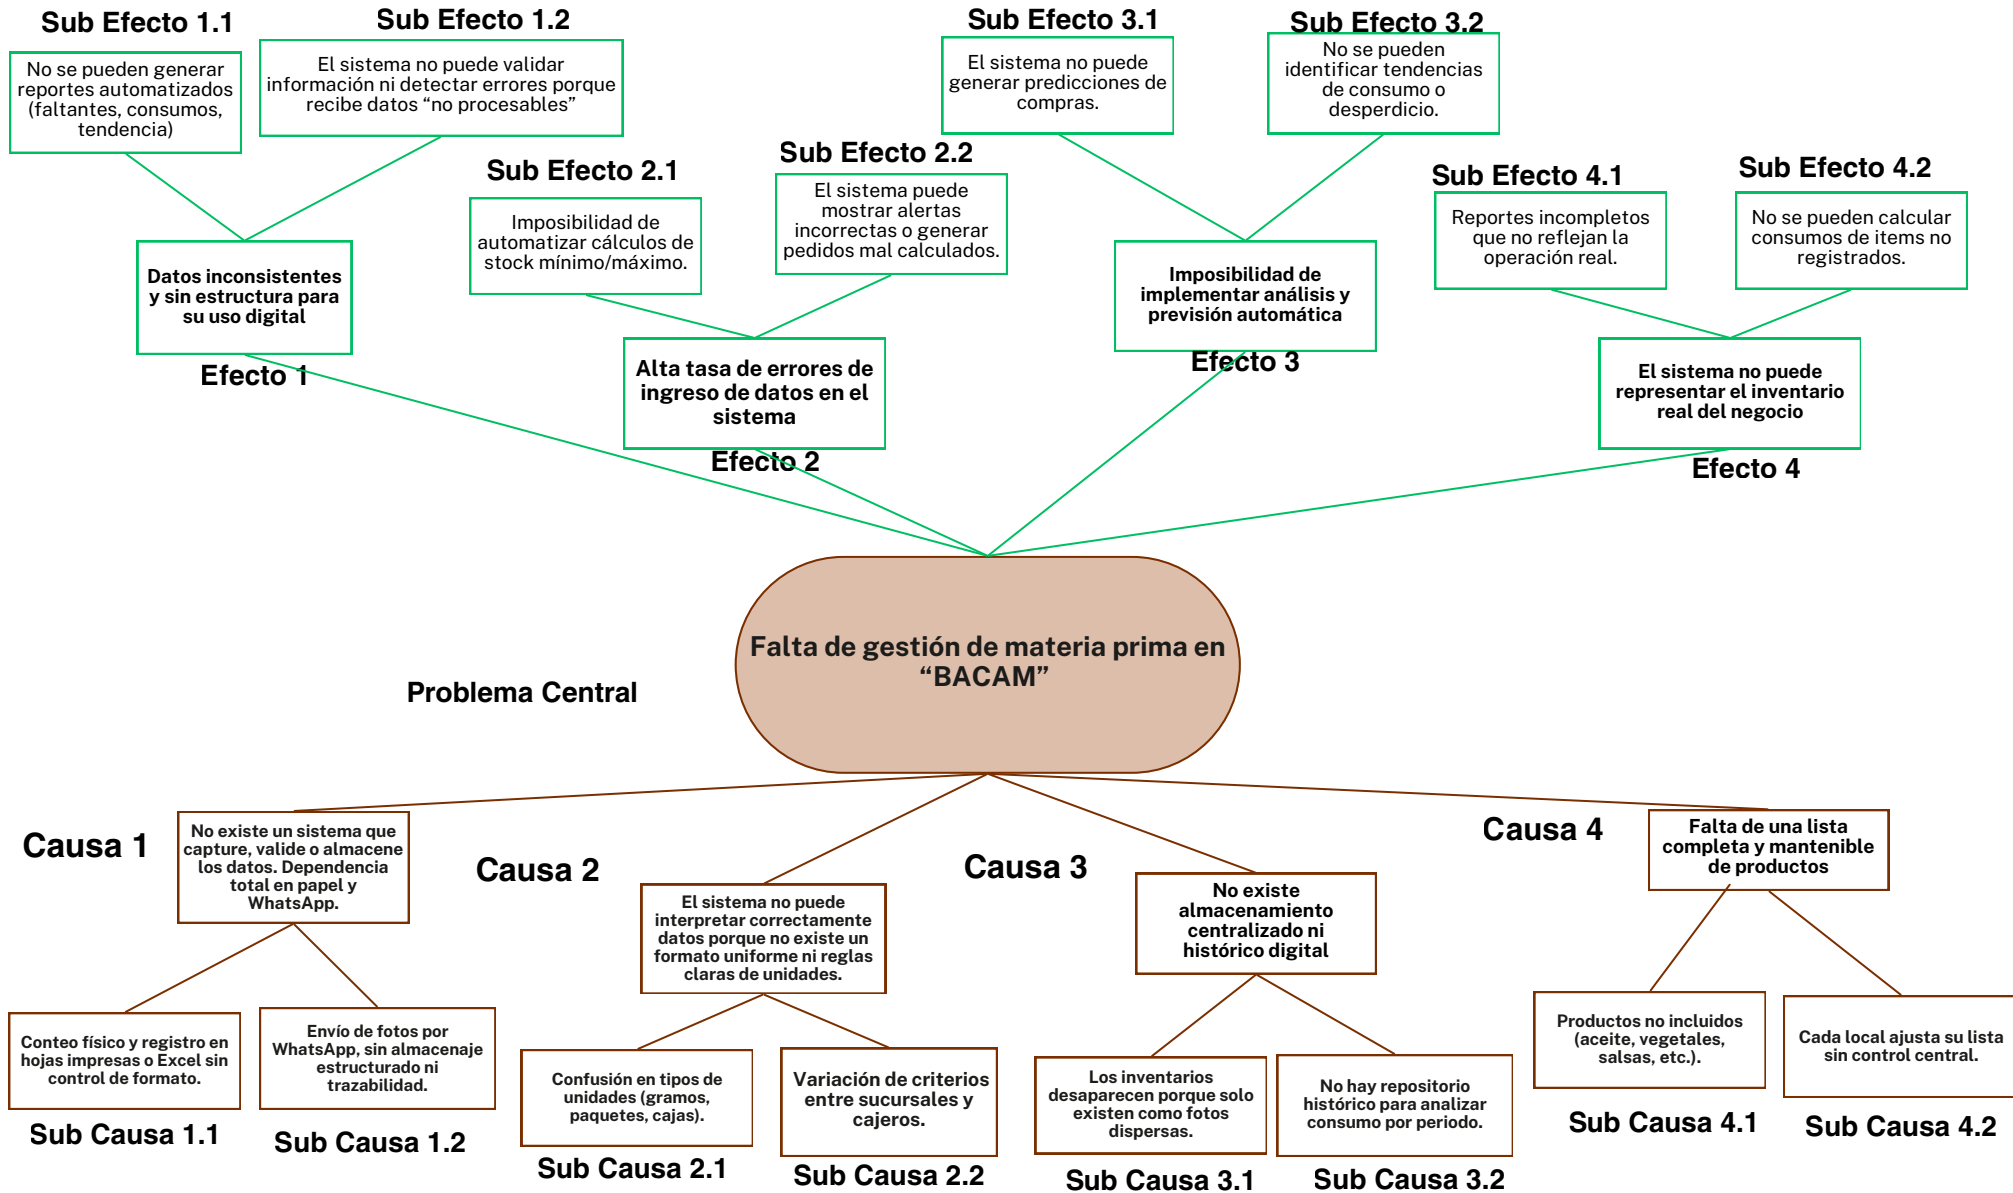 Sub Efecto 1.1
No se pueden generar
reportes automatizados
(faltantes, consumos,
tendencia)
Sub Efecto 1.2
El sistema no puede validar
información ni detectar errores porque
recibe datos “no procesables”
Sub Efecto 2.1
Imposibilidad de
automatizar cálculos de
stock mínimo/máximo.
Sub Efecto 2.2
El sistema puede
mostrar alertas
incorrectas o generar
pedidos mal calculados.
Sub Efecto 3.1
El sistema no puede
generar predicciones de
compras.
Sub Efecto 3.2
No se pueden
identificar tendencias
de consumo o
desperdicio.
Sub Efecto 4.1
Reportes incompletos
que no reflejan la
operación real.
Sub Efecto 4.2
No se pueden calcular
consumos de items no
registrados.
Datos inconsistentes
y sin estructura para
su uso digital
Efecto 1
Alta tasa de errores de
ingreso de datos en el
sistema
Efecto 2
Imposibilidad de
implementar análisis y
previsión automática
Efecto 3
El sistema no puede
representar el inventario
real del negocio
Efecto 4
Falta de gestión de materia prima en
“BACAM”
Problema Central
Causa 1
No existe un sistema que
capture, valide o almacene
los datos. Dependencia
total en papel y
WhatsApp.
Causa 2
El sistema no puede
interpretar correctamente
datos porque no existe un
formato uniforme ni reglas
claras de unidades.
Causa 3
No existe
almacenamiento
centralizado ni
histórico digital
Causa 4
Falta de una lista
completa y mantenible
de productos
Conteo físico y registro en
hojas impresas o Excel sin
control de formato.
Sub Causa 1.1
Envío de fotos por
WhatsApp, sin almacenaje
estructurado ni
trazabilidad.
Sub Causa 1.2
Confusión en tipos de
unidades (gramos,
paquetes, cajas).
Sub Causa 2.1
Variación de criterios
entre sucursales y
cajeros.
Sub Causa 2.2
Los inventarios
desaparecen porque solo
existen como fotos
dispersas.
Sub Causa 3.1
No hay repositorio
histórico para analizar
consumo por periodo.
Sub Causa 3.2
Productos no incluidos
(aceite, vegetales,
salsas, etc.).
Sub Causa 4.1
Cada local ajusta su lista
sin control central.
Sub Causa 4.2